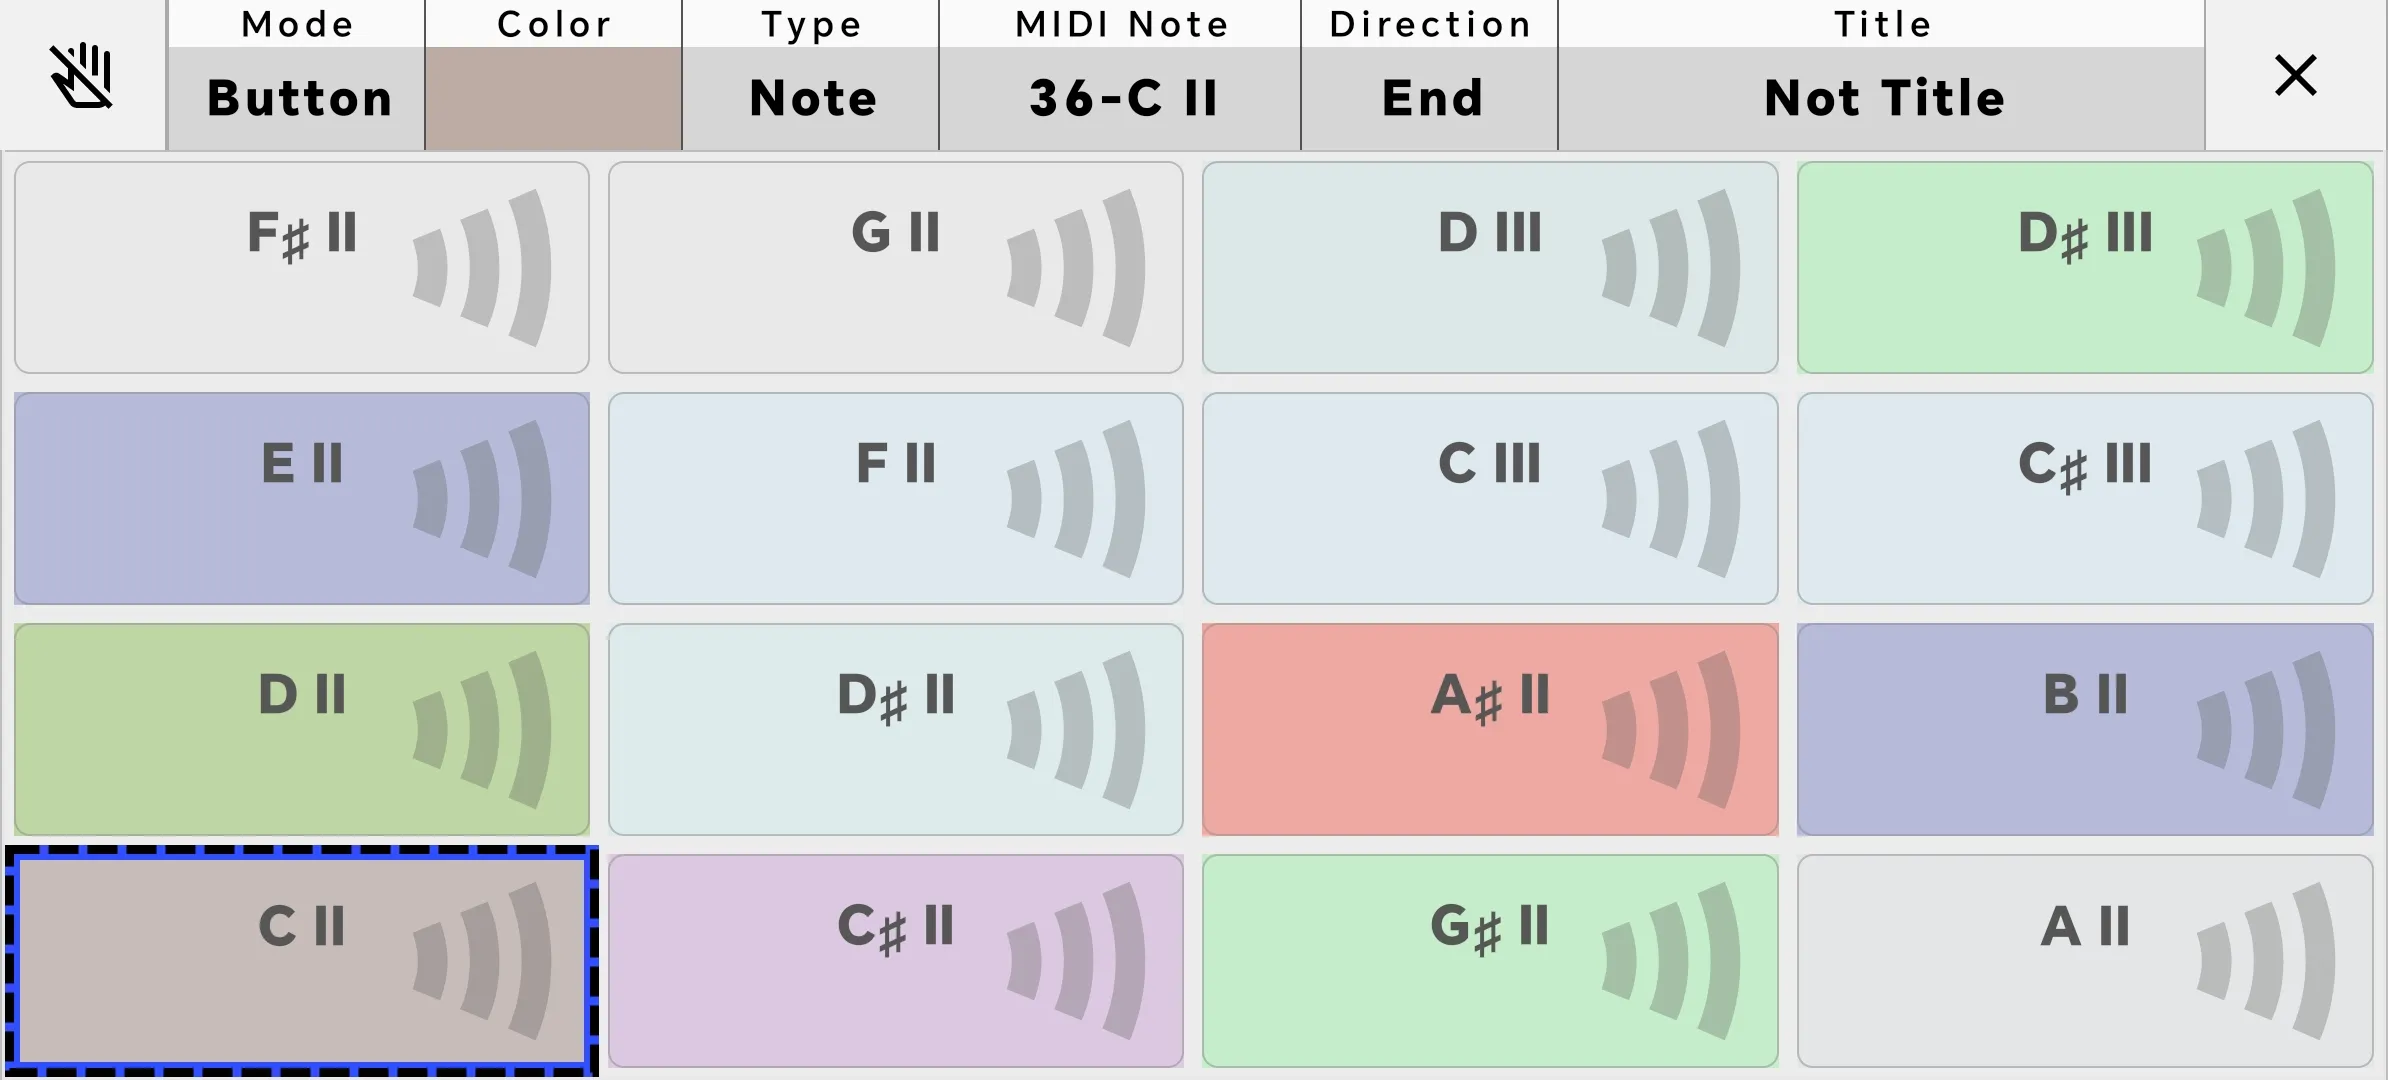 Mode Color Type MIDI Note Direction Title
Button Note 36-C II End Not Title
F♯ II G II D III D♯ III
E II F II C III C♯ III
D II D♯ II A♯ II B II
C II C♯ II G♯ II A II